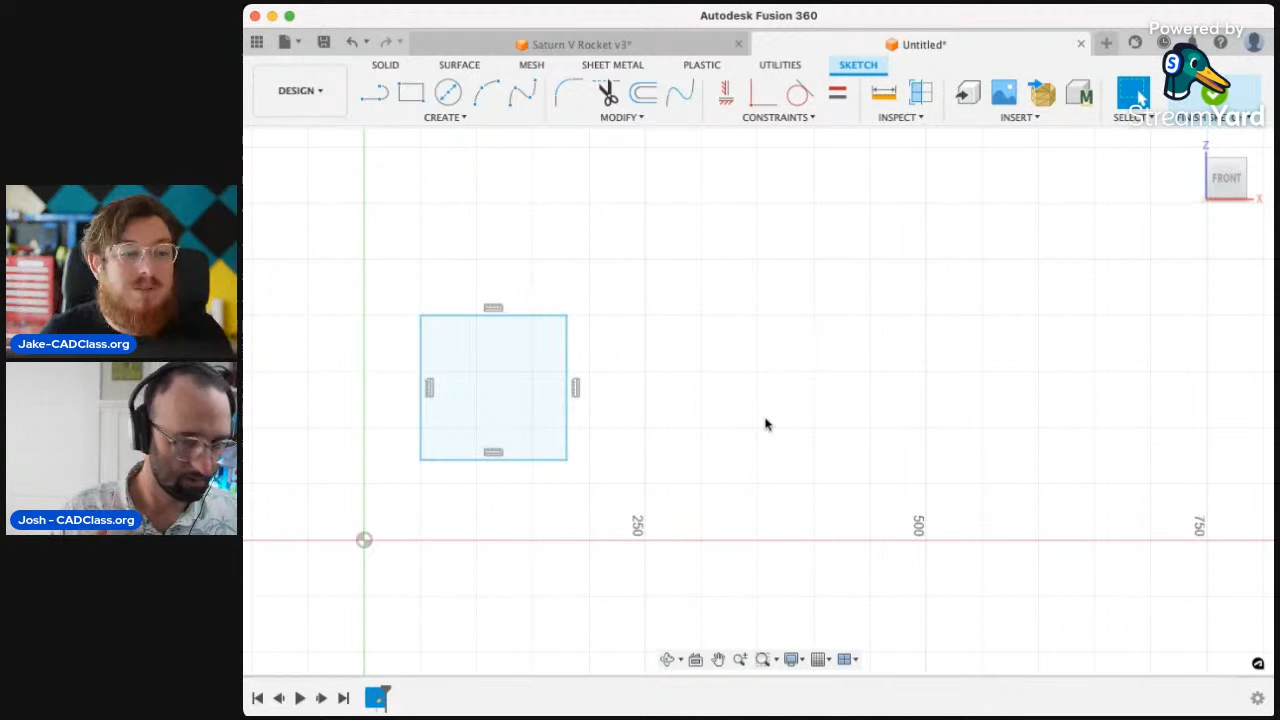 Autodesk Fusion 360
Powered by
StreamYard
Saturn V Rocket v3*
Untitled*
SOLID SURFACE MESH SHEET METAL PLASTIC UTILITIES SKETCH
DESIGN
CREATE MODIFY CONSTRAINTS INSPECT INSERT SELECT
M
Z
FRONT
X
250
500
750
Jake-CADClass.org
Josh - CADClass.org